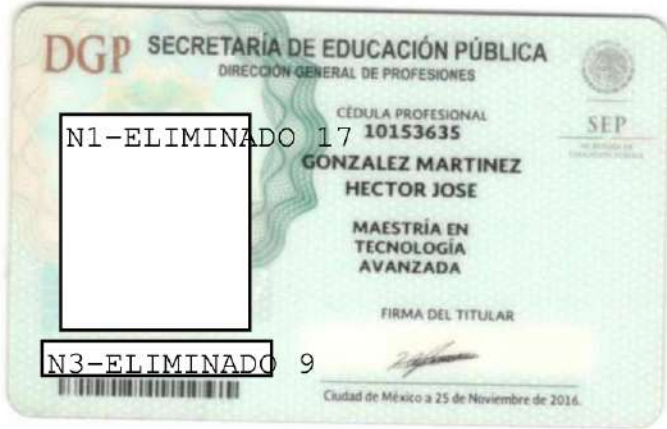 DGP SECRETARÍA DE EDUCACIÓN PÚBLICA
DIRECCIÓN GENERAL DE PROFESIONES
CÉDULA PROFESIONAL
N1-ELIMINADO 17
10153635
SEP
GONZALEZ MARTINEZ
HECTOR JOSE
MAESTRÍA EN
TECNOLOGÍA
AVANZADA
FIRMA DEL TITULAR
N3-ELIMINADO 9
Ciudad de México a 25 de Noviembre de 2016.